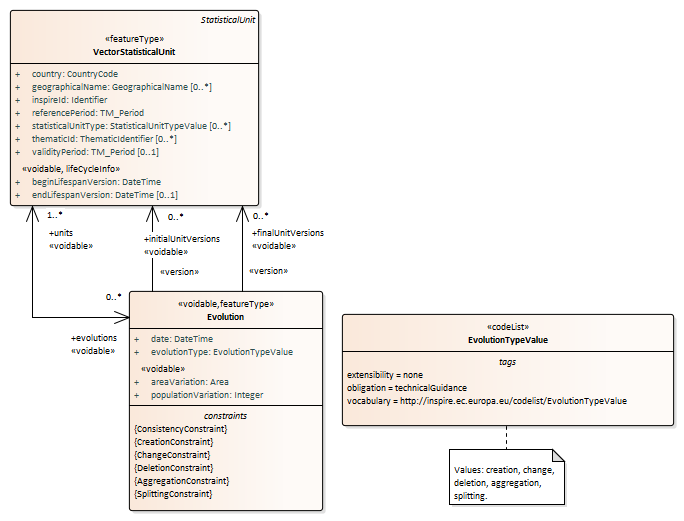 StatisticalUnit
«featureType»
VectorStatisticalUnit
+ country: CountryCode
+ geographicalName: GeographicalName [0..*]
+ inspireId: Identifier
+ referencePeriod: TM_Period
+ statisticalUnitType: StatisticalUnitTypeValue [0..*]
+ thematicId: ThematicIdentifier [0..*]
+ validityPeriod: TM_Period [0..1]
«voidable, lifeCycleInfo»
+ beginLifespanVersion: DateTime
+ endLifespanVersion: DateTime [0..1]
1..*
+units
«voidable»
0..*
+initialUnitVersions
«voidable»
«version»
0..*
+finalUnitVersions
«voidable»
«version»
0..*
+evolutions
«voidable»
«voidable,featureType»
Evolution
+ date: DateTime
+ evolutionType: EvolutionTypeValue
«voidable»
+ areaVariation: Area
+ populationVariation: Integer
constraints
{ConsistencyConstraint}
{CreationConstraint}
{ChangeConstraint}
{DeletionConstraint}
{AggregationConstraint}
{SplittingConstraint}
«codeList»
EvolutionTypeValue
tags
extensibility = none
obligation = technicalGuidance
vocabulary = http://inspire.ec.europa.eu/codelist/EvolutionTypeValue
Values: creation, change,
deletion, aggregation,
splitting.